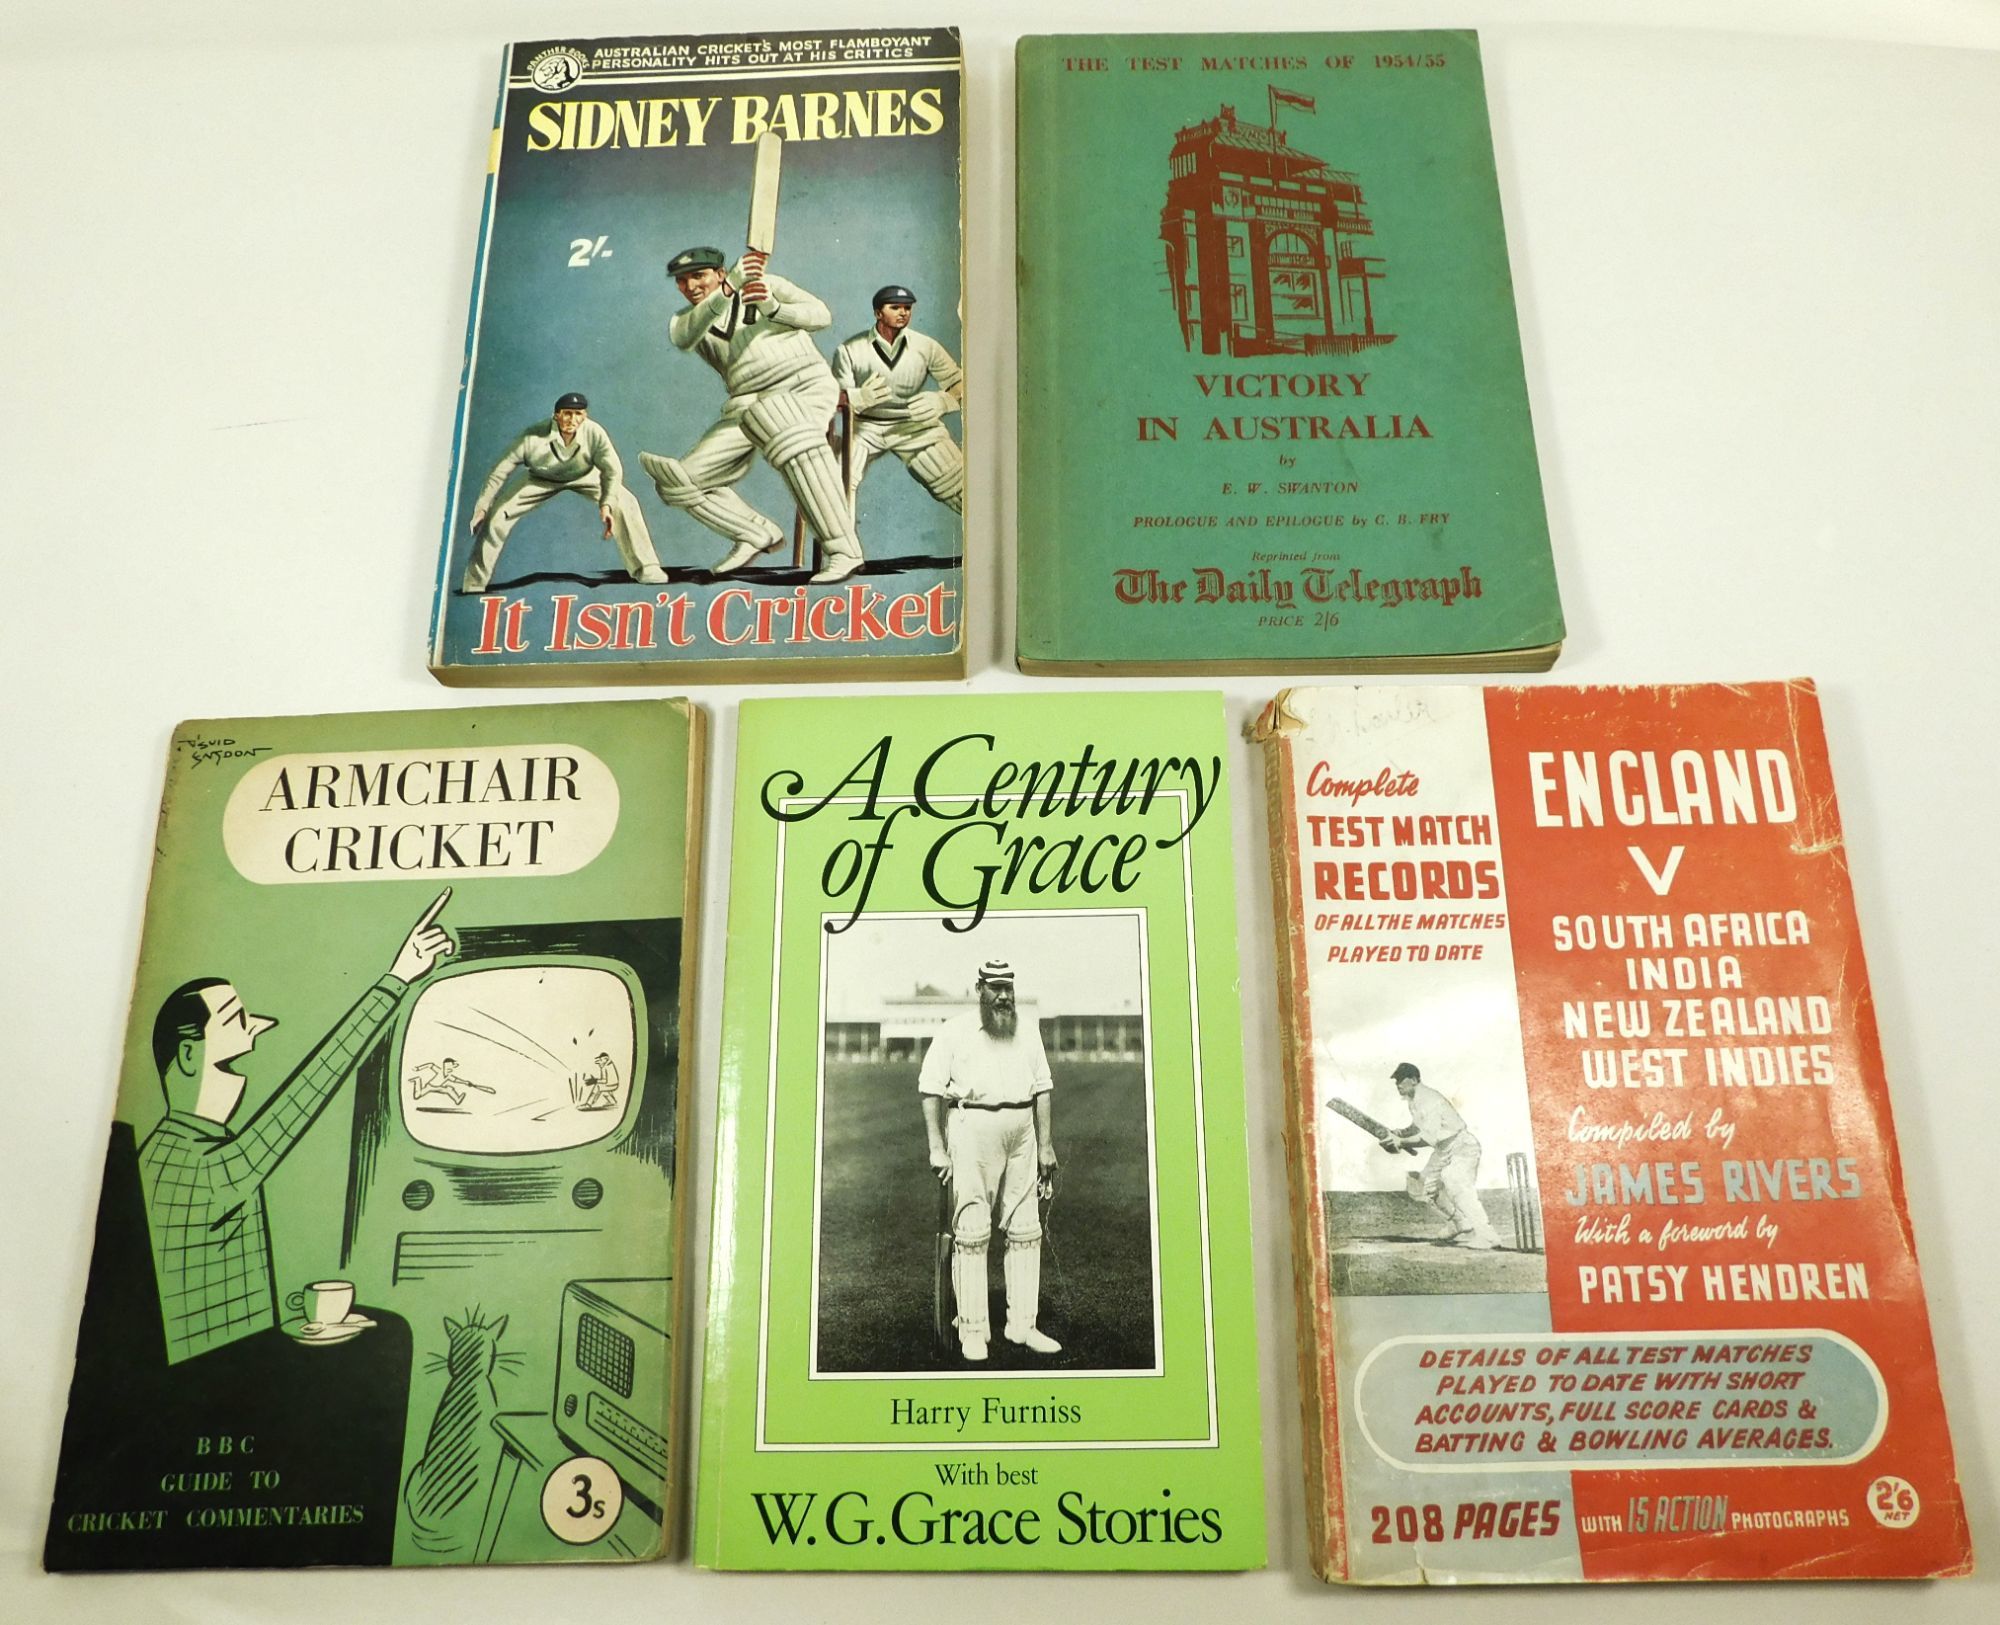 PANTHER BOOKS
AUSTRALIAN CRICKET'S MOST FLAMBOYANT
PERSONALITY HITS OUT AT HIS CRITICS
SIDNEY BARNES
2/-
It Isn't Cricket
THE TEST MATCHES OF 1954/55
VICTORY
IN AUSTRALIA
by
E. W. SWANTON
PROLOGUE AND EPILOGUE by C. B. FRY
Reprinted from
The Daily Telegraph
PRICE 2/6
ARMCHAIR
CRICKET
BBC
GUIDE TO
CRICKET COMMENTARIES
3s
A Century
of Grace
Harry Furniss
With best
W.G.Grace Stories
Complete
TEST MATCH
RECORDS
OF ALL THE MATCHES
PLAYED TO DATE
ENGLAND
V
SOUTH AFRICA
INDIA
NEW ZEALAND
WEST INDIES
Compiled by
JAMES RIVERS
With a foreword by
PATSY HENDREN
DETAILS OF ALL TEST MATCHES
PLAYED TO DATE WITH SHORT
ACCOUNTS, FULL SCORE CARDS &
BATTING & BOWLING AVERAGES.
208 PAGES WITH 15 ACTION PHOTOGRAPHS
2'6
NET